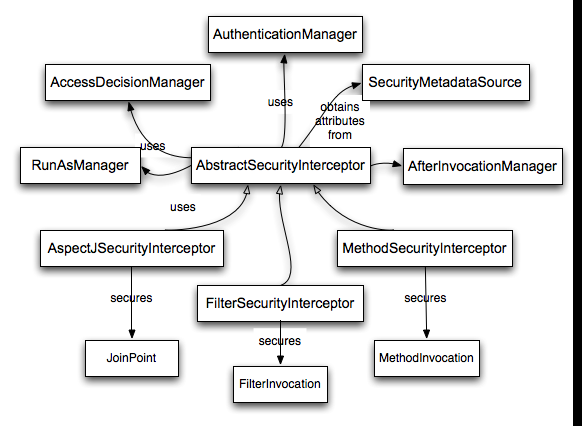 AuthenticationManager
AccessDecisionManager
SecurityMetadataSource
uses
obtains
attributes
from
uses
RunAsManager
AbstractSecurityInterceptor
AfterInvocationManager
uses
AspectJSecurityInterceptor
MethodSecurityInterceptor
secures
FilterSecurityInterceptor
secures
secures
JoinPoint
MethodInvocation
FilterInvocation